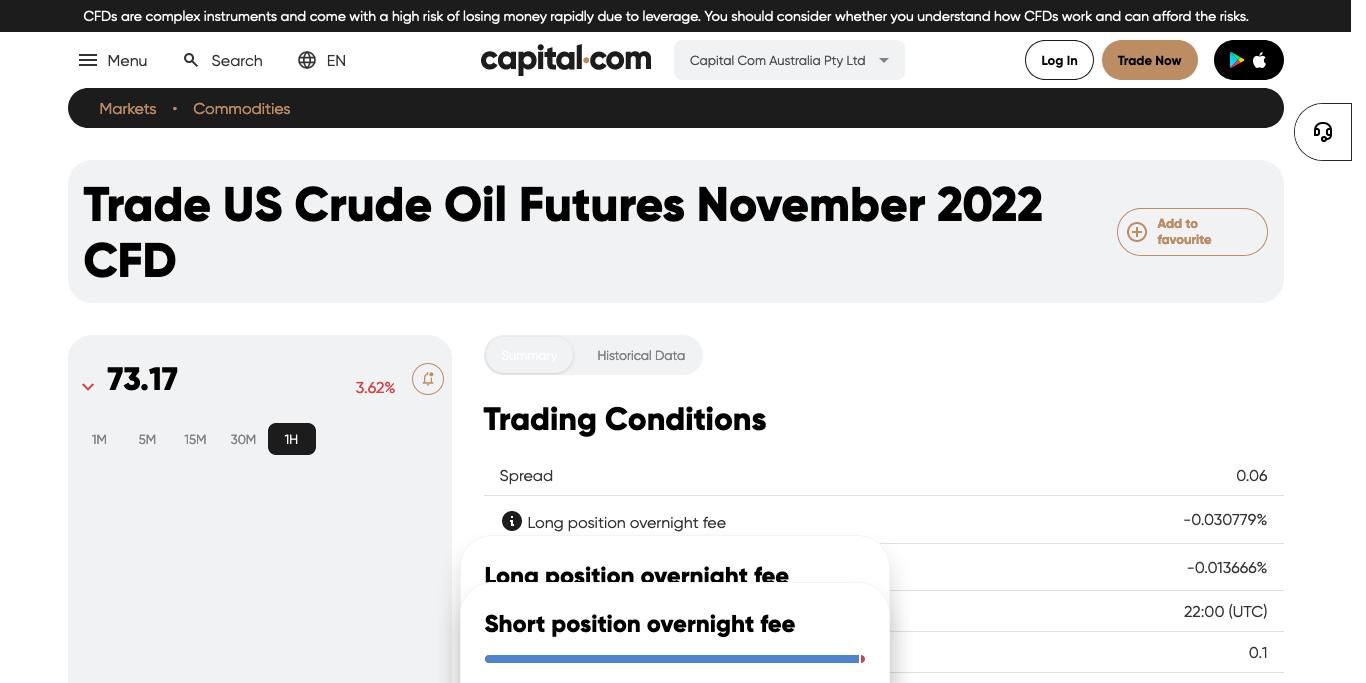 CFDs are complex instruments and come with a high risk of losing money rapidly due to leverage. You should consider whether you understand how CFDs work and can afford the risks.
Menu Search EN capital.com Capital Com Australia Pty Ltd Log In Trade Now
Markets • Commodities
Trade US Crude Oil Futures November 2022
CFD
Add to
favourite
73.17 3.62%
1M 5M 15M 30M 1H
Summary Historical Data
Trading Conditions
Spread 0.06
Long position overnight fee -0.030779%
-0.013666%
22:00 (UTC)
0.1
Long position overnight fee
Short position overnight fee